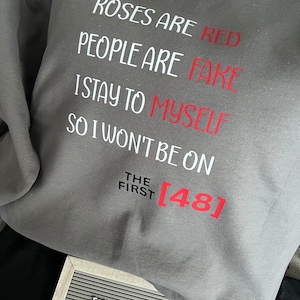 ROSES ARE RED
PEOPLE ARE FAKE
I STAY TO MYSELF
SO I WON'T BE ON
THE
FIRST [48]